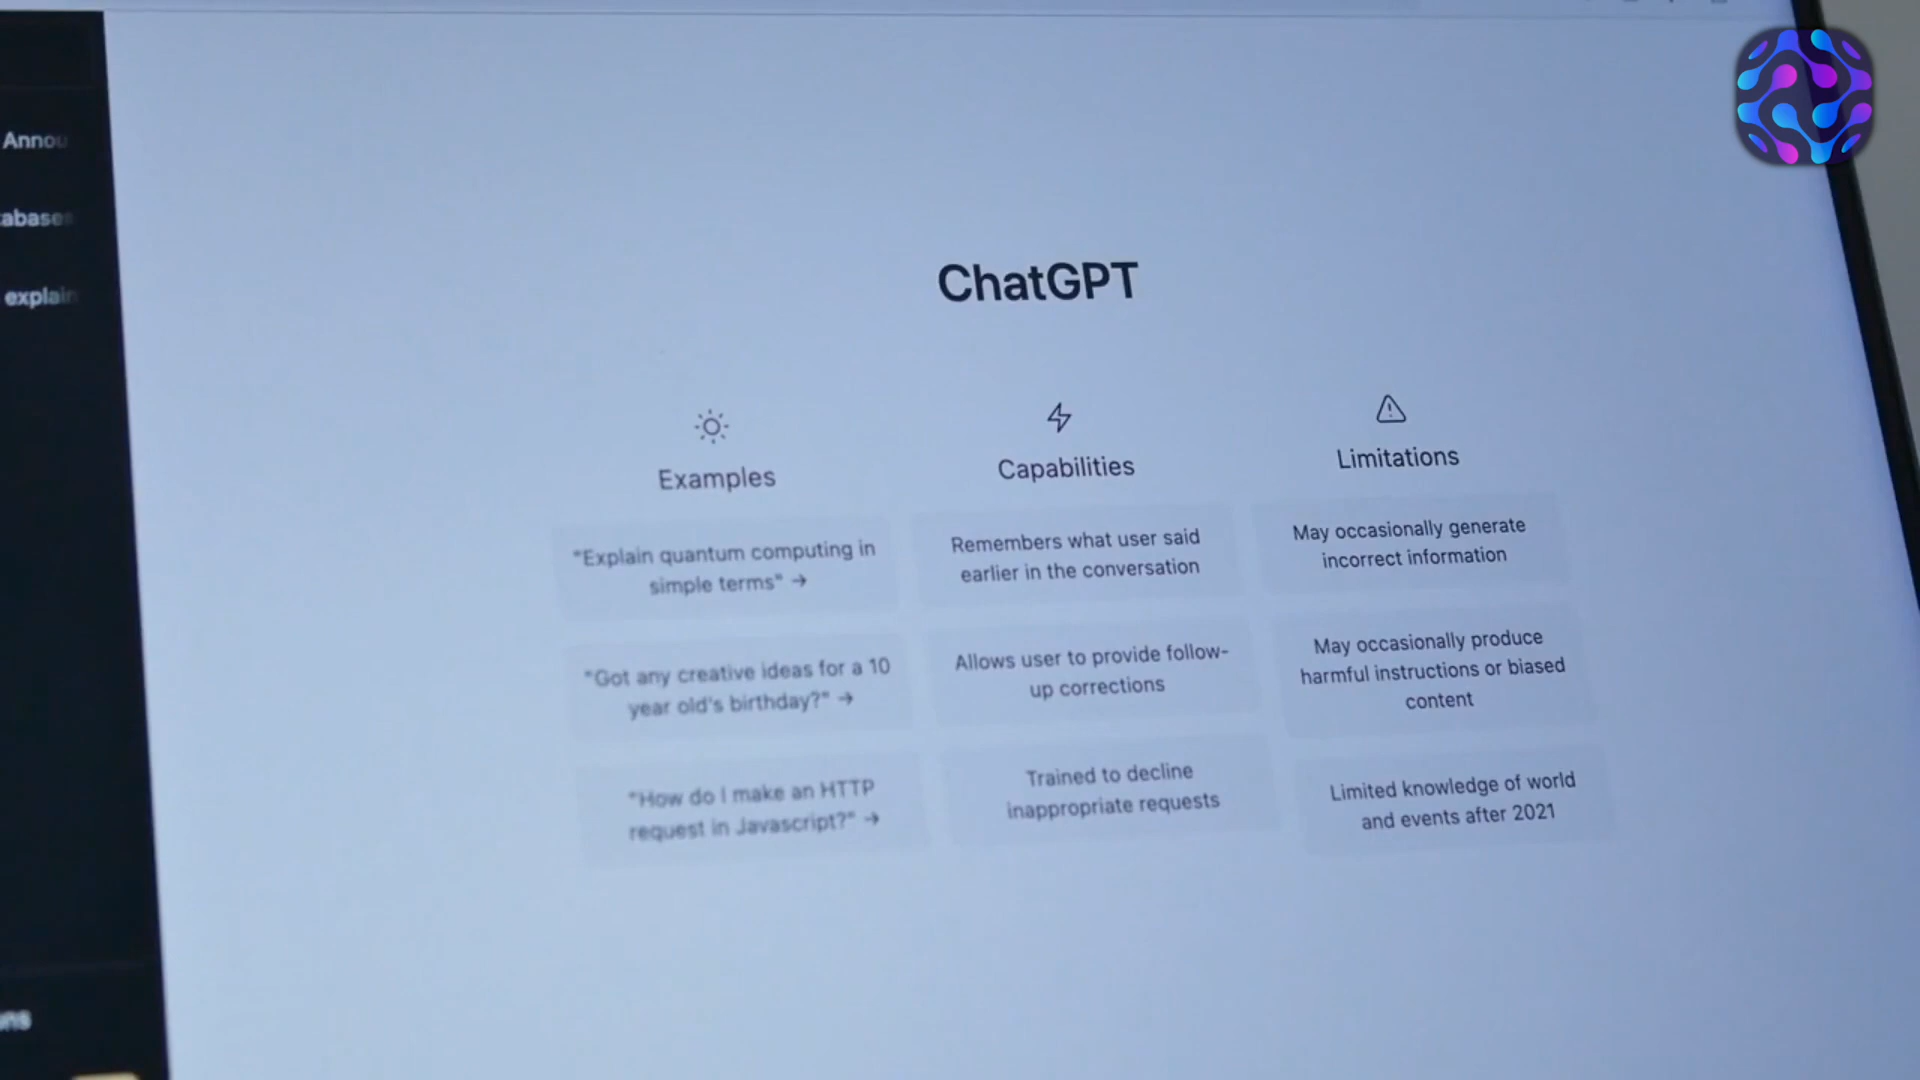 ChatGPT
Examples
"Explain quantum computing in
simple terms" →
"Got any creative ideas for a 10
year old's birthday?" →
"How do I make an HTTP
request in Javascript?" →
Capabilities
Remembers what user said
earlier in the conversation
Allows user to provide follow-
up corrections
Trained to decline
inappropriate requests
Limitations
May occasionally generate
incorrect information
May occasionally produce
harmful instructions or biased
content
Limited knowledge of world
and events after 2021
Annou
abases
explain